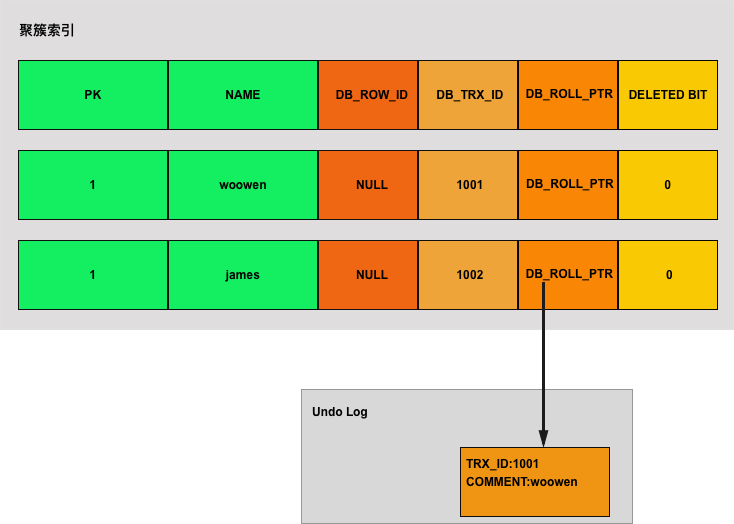 聚簇索引
PK NAME DB_ROW_ID DB_TRX_ID DB_ROLL_PTR DELETED BIT
1 woowen NULL 1001 DB_ROLL_PTR 0
1 james NULL 1002 DB_ROLL_PTR 0
Undo Log
TRX_ID:1001
COMMENT:woowen